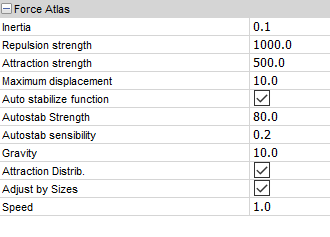 Force Atlas
Inertia 0.1
Repulsion strength 1000.0
Attraction strength 500.0
Maximum displacement 10.0
Auto stabilize function
Autostab Strength 80.0
Autostab sensibility 0.2
Gravity 10.0
Attraction Distrib.
Adjust by Sizes
Speed 1.0